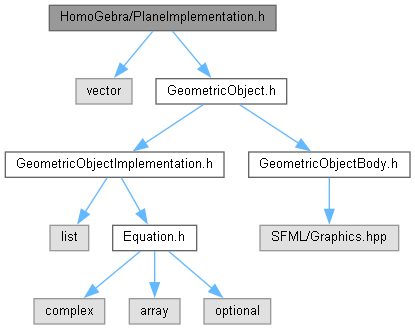 HomoGebra/PlaneImplementation.h
vector
GeometricObject.h
GeometricObjectImplementation.h
GeometricObjectBody.h
list
Equation.h
SFML/Graphics.hpp
complex
array
optional